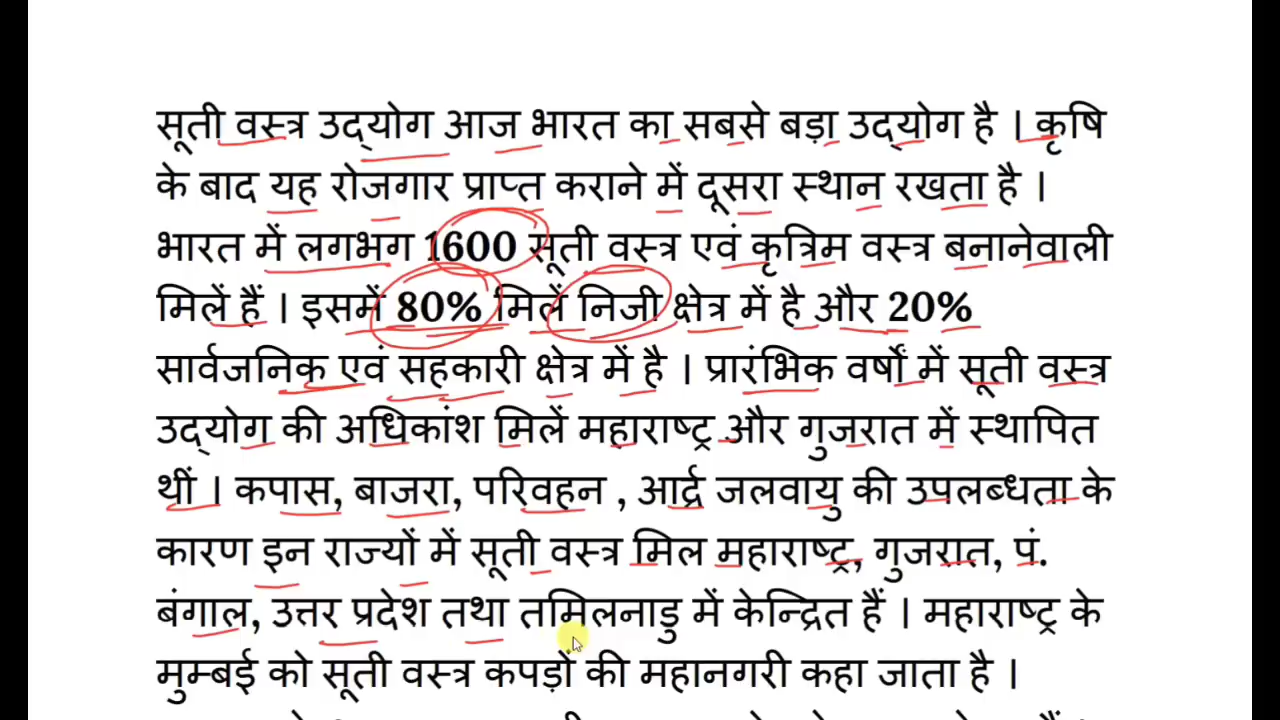 सूती वस्त्र उद्योग आज भारत का सबसे बड़ा उद्योग है । कृषि
के बाद यह रोजगार प्राप्त कराने में दूसरा स्थान रखता है ।
भारत में लगभग 1600 सूती वस्त्र एवं कृत्रिम वस्त्र बनानेवाली
मिलें हैं । इसमें 80% मिलें निजी क्षेत्र में है और 20%
सार्वजनिक एवं सहकारी क्षेत्र में है । प्रारंभिक वर्षों में सूती वस्त्र
उद्योग की अधिकांश मिलें महाराष्ट्र और गुजरात में स्थापित
थीं । कपास, बाजरा, परिवहन , आर्द्र जलवायु की उपलब्धता के
कारण इन राज्यों में सूती वस्त्र मिल महाराष्ट्र, गुजरात, पं.
बंगाल, उत्तर प्रदेश तथा तमिलनाडु में केन्द्रित हैं । महाराष्ट्र के
मुम्बई को सूती वस्त्र कपड़ों की महानगरी कहा जाता है ।